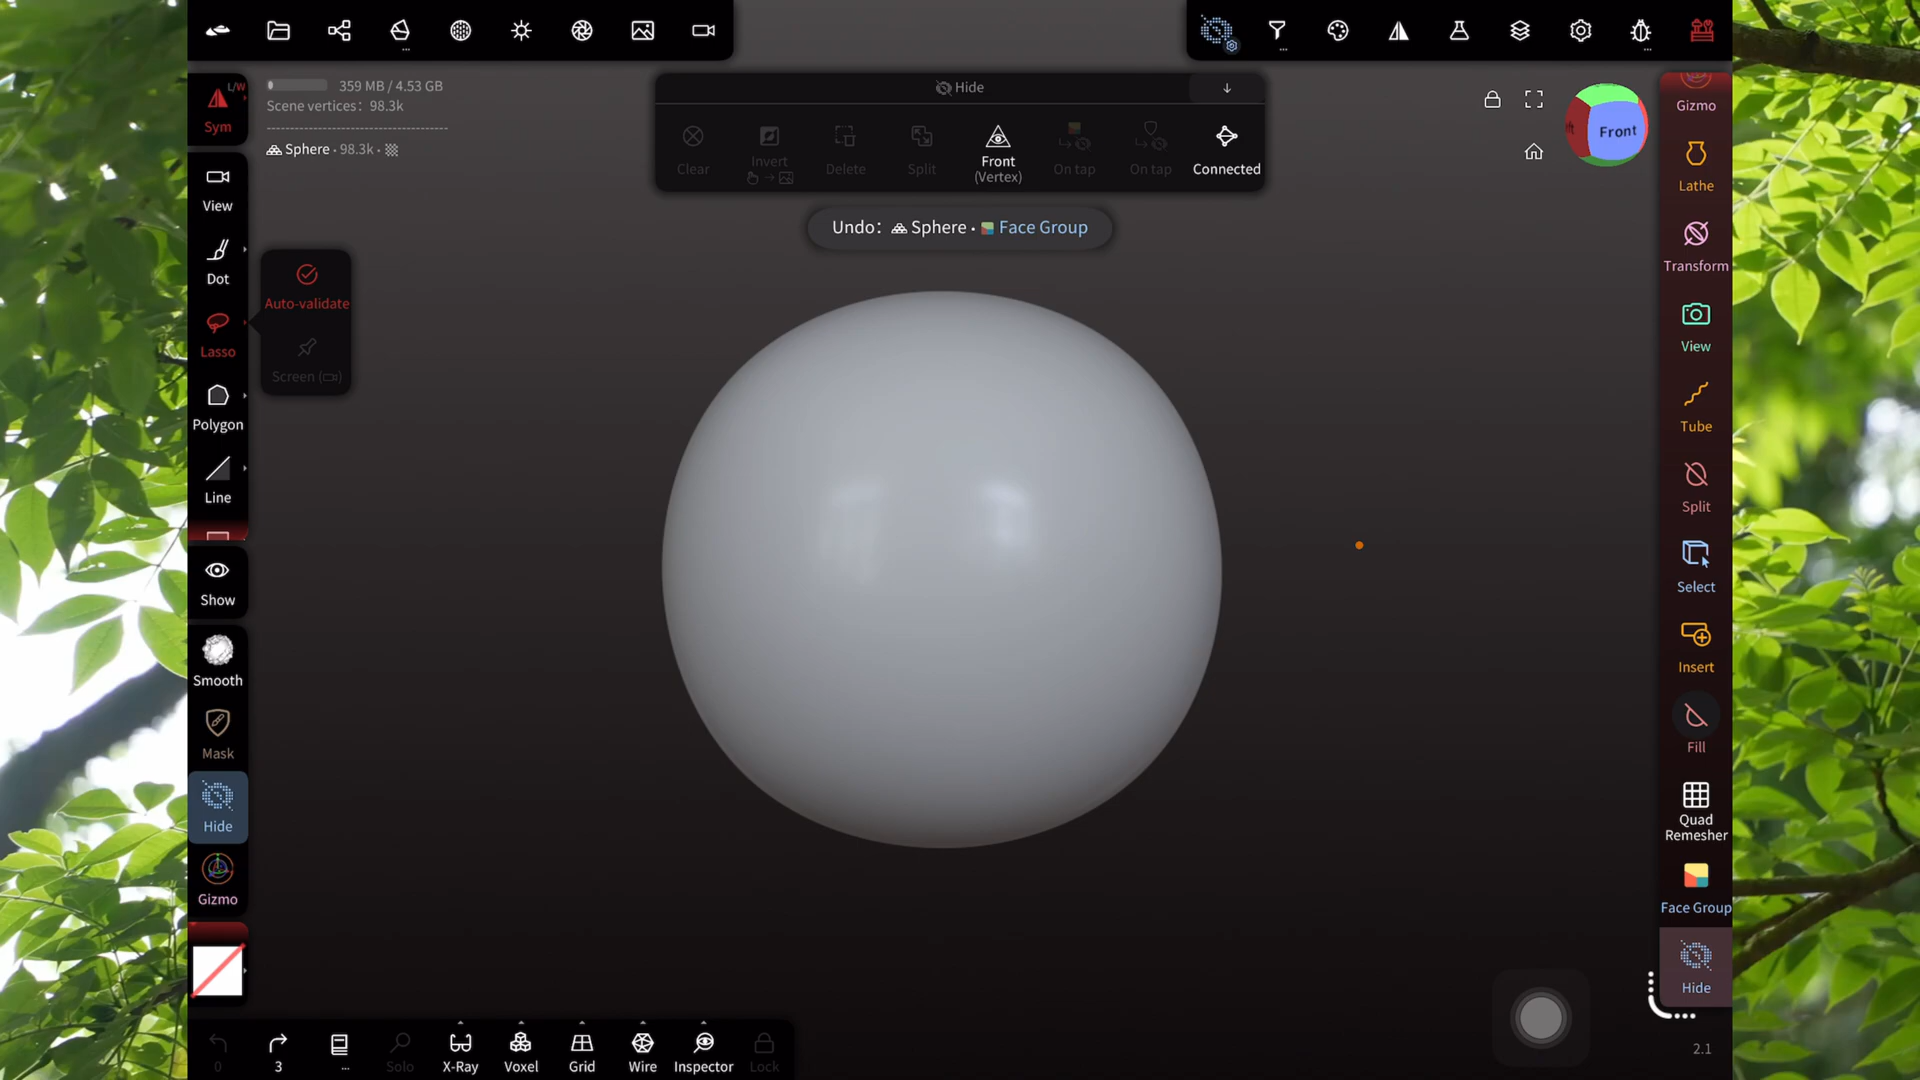 L/W
Sym
359 MB / 4.53 GB
Scene vertices: 98.3k
Sphere • 98.3k •
Hide
Clear
Invert
Delete
Split
Front
(Vertex)
On tap
On tap
Connected
Undo: Sphere • Face Group
Front
View
Dot
Lasso
Polygon
Line
Auto-validate
Screen
Show
Smooth
Mask
Hide
Gizmo
Gizmo
Lathe
Transform
View
Tube
Split
Select
Insert
Fill
Quad
Remesher
Face Group
Hide
0
3
...
Solo
X-Ray
Voxel
Grid
Wire
Inspector
Lock
2.1